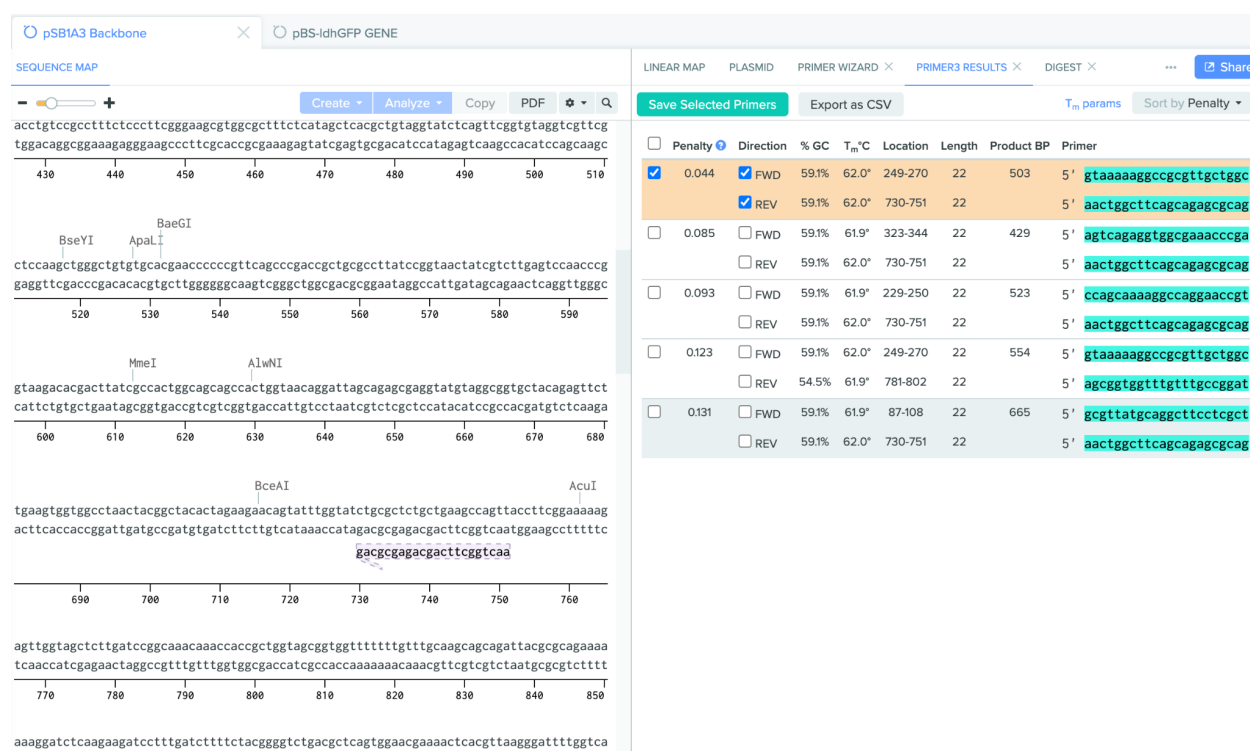 pSB1A3 Backbone
pBS-ldhGFP GENE
SEQUENCE MAP
Create Analyze Copy PDF
acctgtccgcctttctcccttcgggaagcgtggcgctttctcatagctcacgctgtaggtatctcagttcggtgtaggtcgttcg
tggacaggcggaaagagggaagcccttcgcaccgcgaaagagtatcgagtgcgacatccatagagtcaagccacatccagcaagc
430 440 450 460 470 480 490 500 510
BaeGI
BseYI ApaLI
ctccaagctgggctgtgtgcacgaaccccccgttcagcccgaccgctgcgccttatccggtaactatcgtcttgagtccaacccg
gaggttcgacccgacacacgtgcttggggggcaagtcgggctggcgacgcggaataggccattgatagcagaactcaggttgggc
520 530 540 550 560 570 580 590
MmeI AlwNI
gtaagacacgacttatcgccactggcagcagccactggtaacaggattagcagagcgaggtatgtaggcggtgctacagagttct
cattctgtgctgaatagcggtgaccgtcgtcggtgaccattgtcctaatcgtctcgctccatacatccgccacgatgtctcaaga
600 610 620 630 640 650 660 670 680
BceAI AcuI
tgaagtggtggcctaactacggctacactagaagaacagtatttggtatctgcgctctgctgaagccagttaccttcggaaaaag
acttcaccaccggattgatgccgatgtgatcttcttgtcataaaccatagacgcgagacgacttcggtcaatggaagcctttttc
gacgcgagacgacttcggtcaa
690 700 710 720 730 740 750 760
agttggtagctcttgatccggcaaacaaaccaccgctggtagcggtggtttttttgtttgcaagcagcagattacgcgcagaaaa
tcaaccatcgagaactaggccgtttgtttggtggcgaccatcgccaccaaaaaaacaaacgttcgtcgtctaatgcgcgtctttt
770 780 790 800 810 820 830 840 850
aaaggatctcaagaagatcctttgatcttttctacggggtctgacgctcagtggaacgaaaactcacgttaagggattttggtca
LINEAR MAP PLASMID PRIMER WIZARD PRIMER3 RESULTS DIGEST ... Share
Save Selected Primers Export as CSV Tm params Sort by Penalty
Penalty Direction % GC Tm°C Location Length Product BP Primer
0.044 FWD 59.1% 62.0° 249-270 22 503 5' gtaaaaaggccgcgttgctggc
REV 59.1% 62.0° 730-751 22 5' aactggcttcagcagagcgcag
0.085 FWD 59.1% 61.9° 323-344 22 429 5' agtcagaggtggcgaaacccga
REV 59.1% 62.0° 730-751 22 5' aactggcttcagcagagcgcag
0.093 FWD 59.1% 61.9° 229-250 22 523 5' ccagcaaaaggccaggaaccgt
REV 59.1% 62.0° 730-751 22 5' aactggcttcagcagagcgcag
0.123 FWD 59.1% 62.0° 249-270 22 554 5' gtaaaaaggccgcgttgctggc
REV 54.5% 61.9° 781-802 22 5' agcggtggtttgtttgccggat
0.131 FWD 59.1% 61.9° 87-108 22 665 5' gcgttatgcaggcttcctcgct
REV 59.1% 62.0° 730-751 22 5' aactggcttcagcagagcgcag